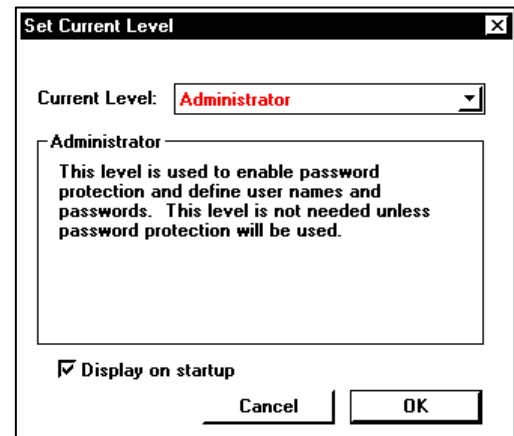 Set Current Level
Current Level: Administrator
Administrator
This level is used to enable password
protection and define user names and
passwords. This level is not needed unless
password protection will be used.
Display on startup
Cancel OK